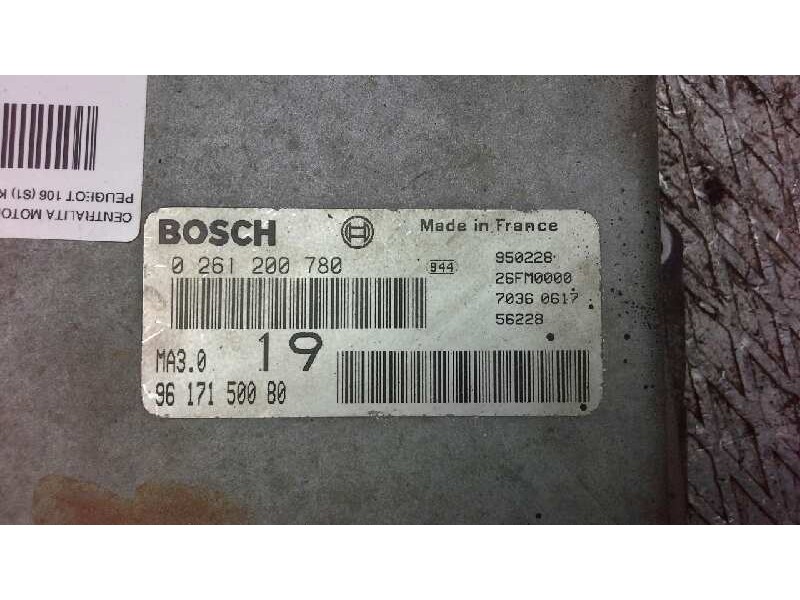 CENTRALITA MOTOR
PEUGEOT 106 (S1) K
BOSCH
Made in France
0 261 200 780
944
950228
26FM0000
7036 0617
56228
MA3.0
19
96 171 500 80